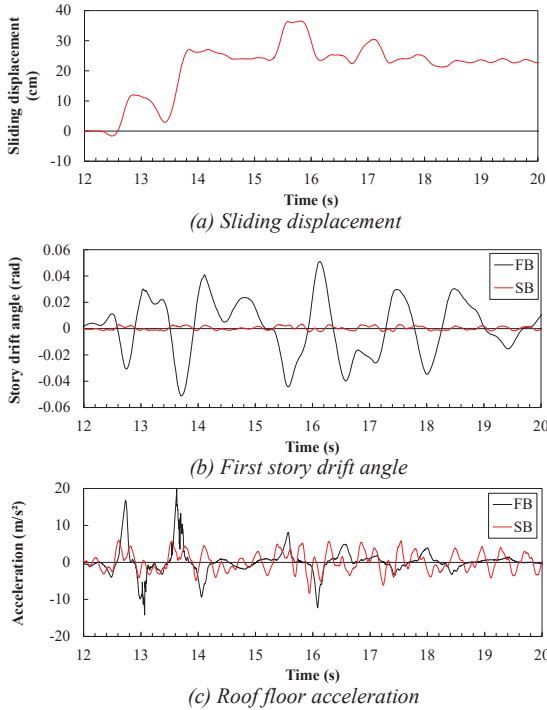 40
30
20
10
0
-10
Sliding displacement
(cm)
12 13 14 15 16 17 18 19 20
Time (s)
(a) Sliding displacement
0.06
0.04
0.02
0
-0.02
-0.04
-0.06
Story drift angle (rad)
FB
SB
12 13 14 15 16 17 18 19 20
Time (s)
(b) First story drift angle
20
10
0
-10
-20
Acceleration (m/s²)
FB
SB
12 13 14 15 16 17 18 19 20
Time (s)
(c) Roof floor acceleration